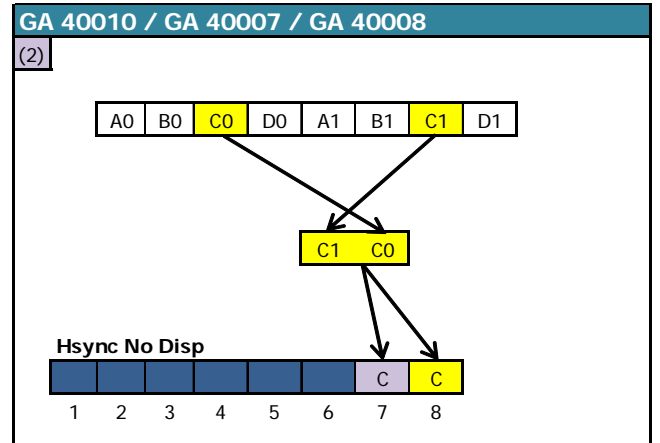 GA 40010 / GA 40007 / GA 40008
(2)
A0 B0 C0 D0 A1 B1 C1 D1
C1 C0
Hsync No Disp
C C
1 2 3 4 5 6 7 8